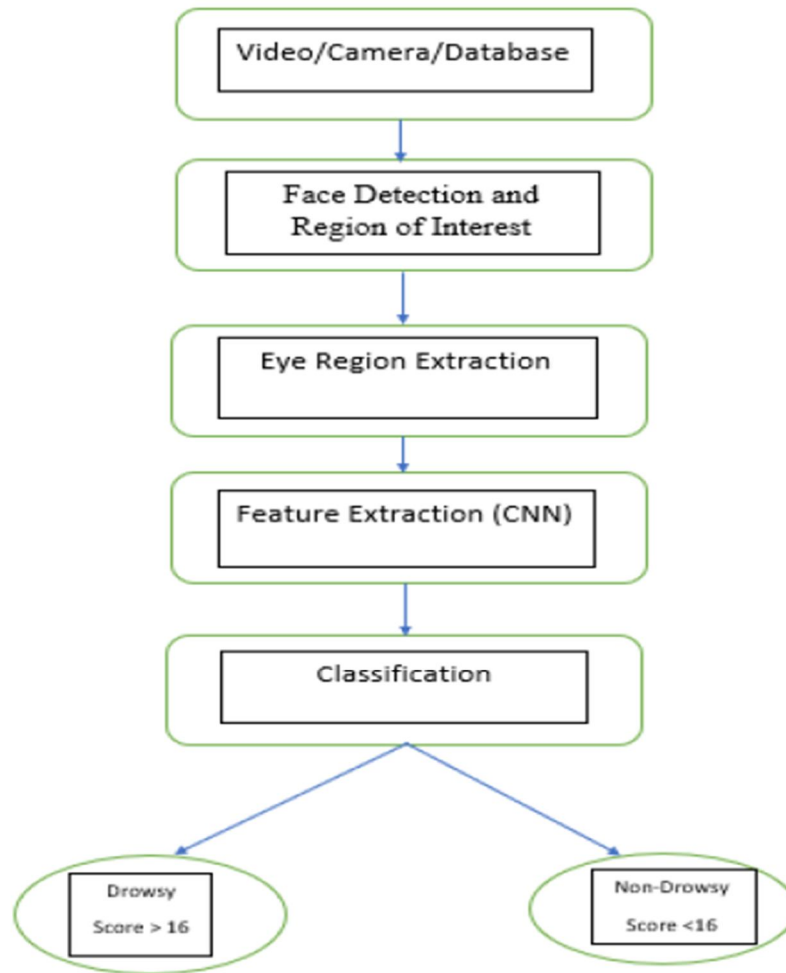 Video/Camera/Database
Face Detection and
Region of Interest
Eye Region Extraction
Feature Extraction (CNN)
Classification
Drowsy
Score > 16
Non-Drowsy
Score <16